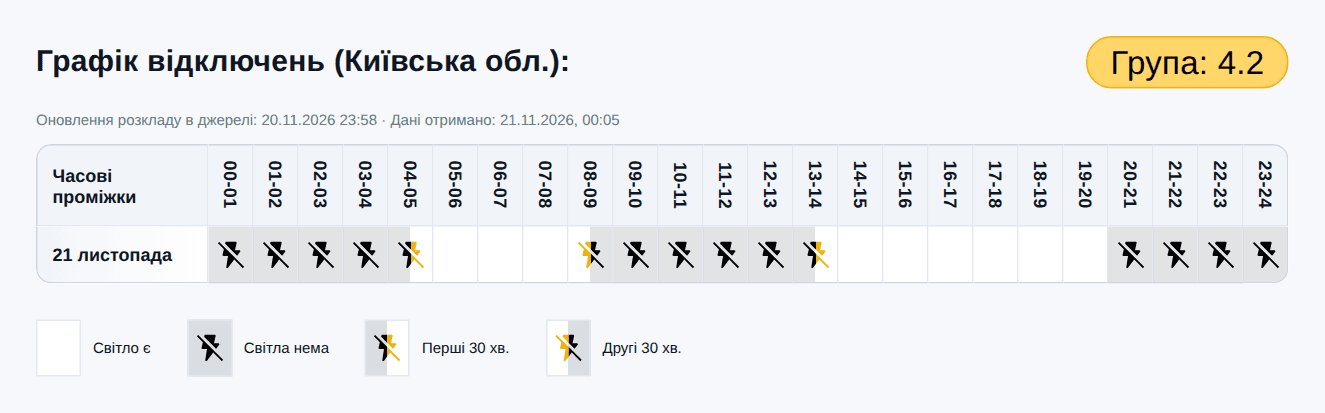 Графік відключень (Київська обл.):
Група: 4.2
Оновлення розкладу в джерелі: 20.11.2026 23:58 · Дані отримано: 21.11.2026, 00:05
Часові
проміжки
00-01
01-02
02-03
03-04
04-05
05-06
06-07
07-08
08-09
09-10
10-11
11-12
12-13
13-14
14-15
15-16
16-17
17-18
18-19
19-20
20-21
21-22
22-23
23-24
21 листопада
Світло є
Світла нема
Перші 30 хв.
Другі 30 хв.